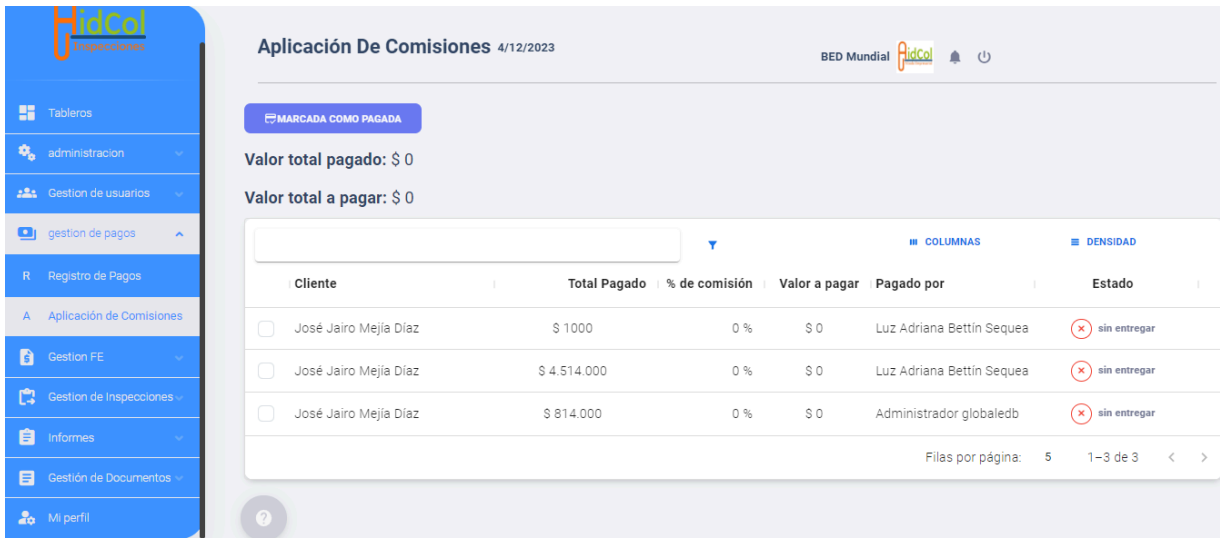 HidCol
Inspecciones
Aplicación De Comisiones 4/12/2023
BED Mundial HidCol
Tableros
administracion
Gestion de usuarios
gestion de pagos
R Registro de Pagos
A Aplicación de Comisiones
Gestion FE
Gestion de Inspecciones
Informes
Gestión de Documentos
Mi perfil
MARCADA COMO PAGADA
Valor total pagado: $ 0
Valor total a pagar: $ 0
COLUMNAS DENSIDAD
Cliente Total Pagado % de comisión Valor a pagar Pagado por Estado
José Jairo Mejía Díaz $ 1000 0 % $ 0 Luz Adriana Bettín Sequea sin entregar
José Jairo Mejía Díaz $ 4.514.000 0 % $ 0 Luz Adriana Bettín Sequea sin entregar
José Jairo Mejía Díaz $ 814.000 0 % $ 0 Administrador globaledb sin entregar
Filas por página: 5 1–3 de 3